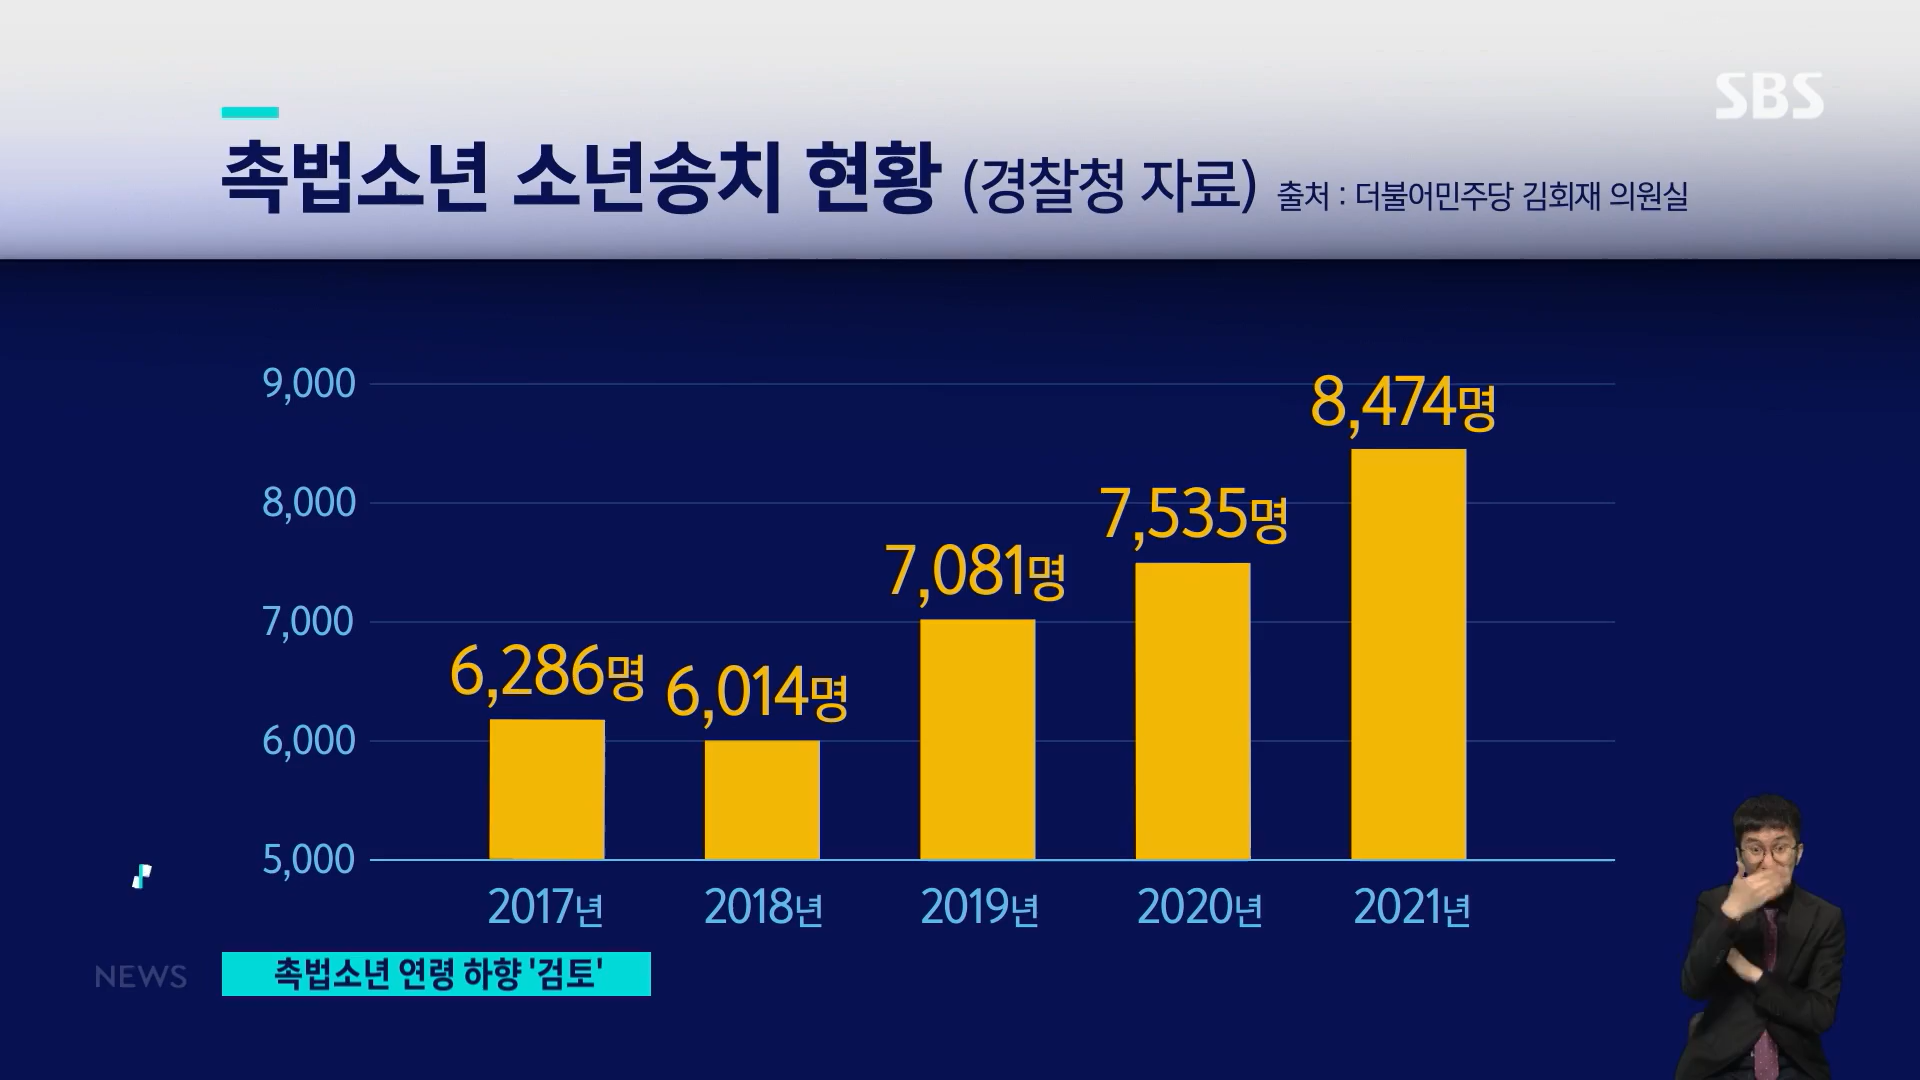 SBS
촉법소년 소년송치 현황 (경찰청 자료) 출처 : 더불어민주당 김회재 의원실
9,000
8,000
7,000
6,000
5,000
6,286명
6,014명
7,081명
7,535명
8,474명
2017년 2018년 2019년 2020년 2021년
NEWS
촉법소년 연령 하향 '검토'